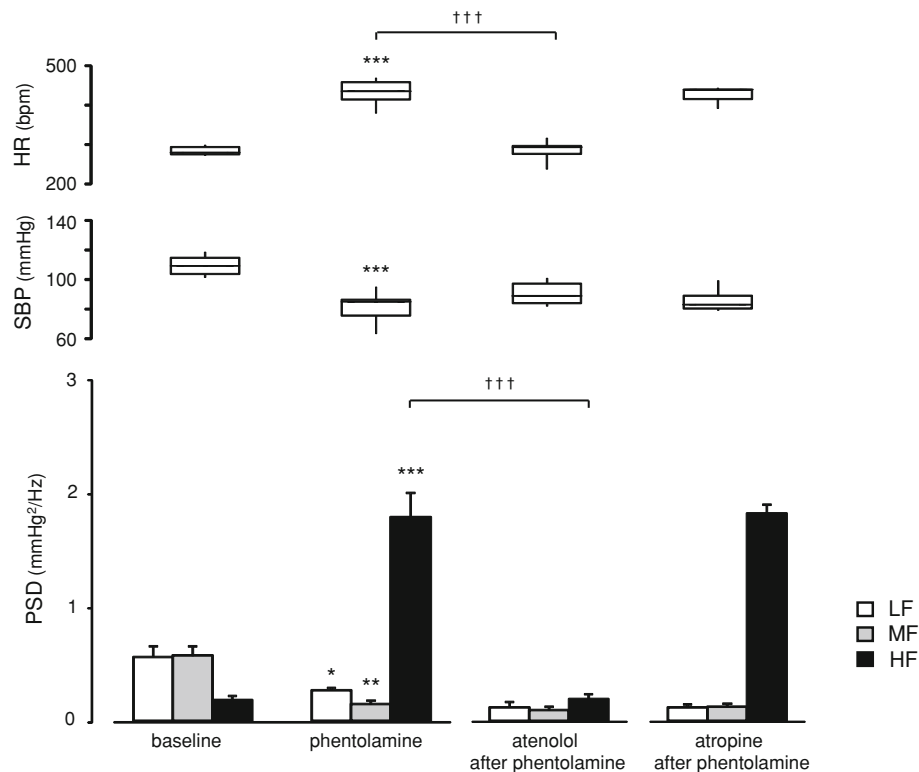 †††
500
***
HR (bpm)
200
140
SBP (mmHg)
100
***
60
3
†††
***
2
PSD (mmHg²/Hz)
1
LF
MF
HF
*
**
0
baseline
phentolamine
atenolol
after phentolamine
atropine
after phentolamine